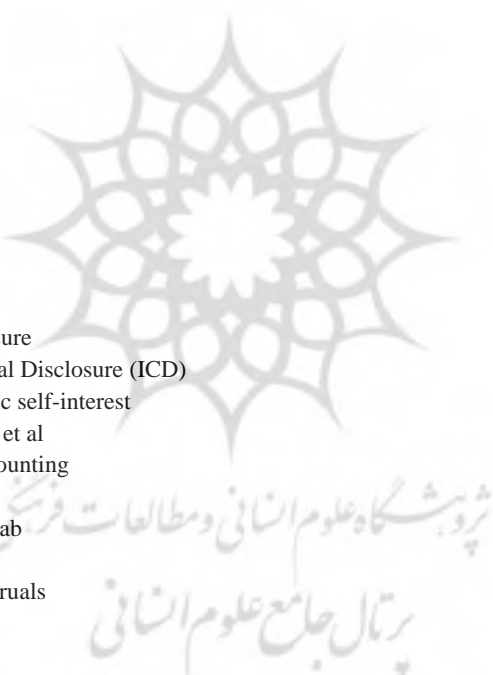 sure
al Disclosure (ICD)
c self-interest
et al
ounting
پژوهشگاه علوم انسانی و مطالعات فرهنگی
ab
ruals
پرتال جامع علوم انسانی